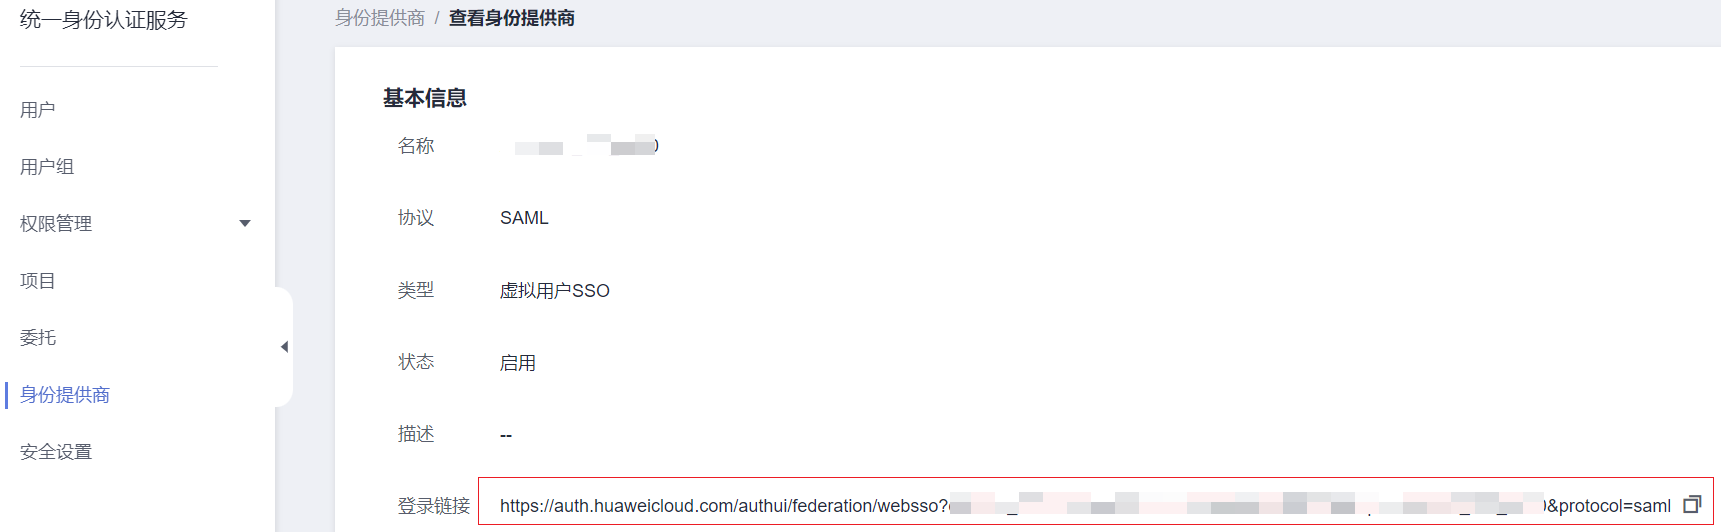 统一身份认证服务
用户
用户组
权限管理
项目
委托
身份提供商
安全设置
身份提供商 / 查看身份提供商
基本信息
名称
协议 SAML
类型 虚拟用户SSO
状态 启用
描述 --
登录链接 https://auth.huaweicloud.com/authui/federation/websso? &protocol=saml